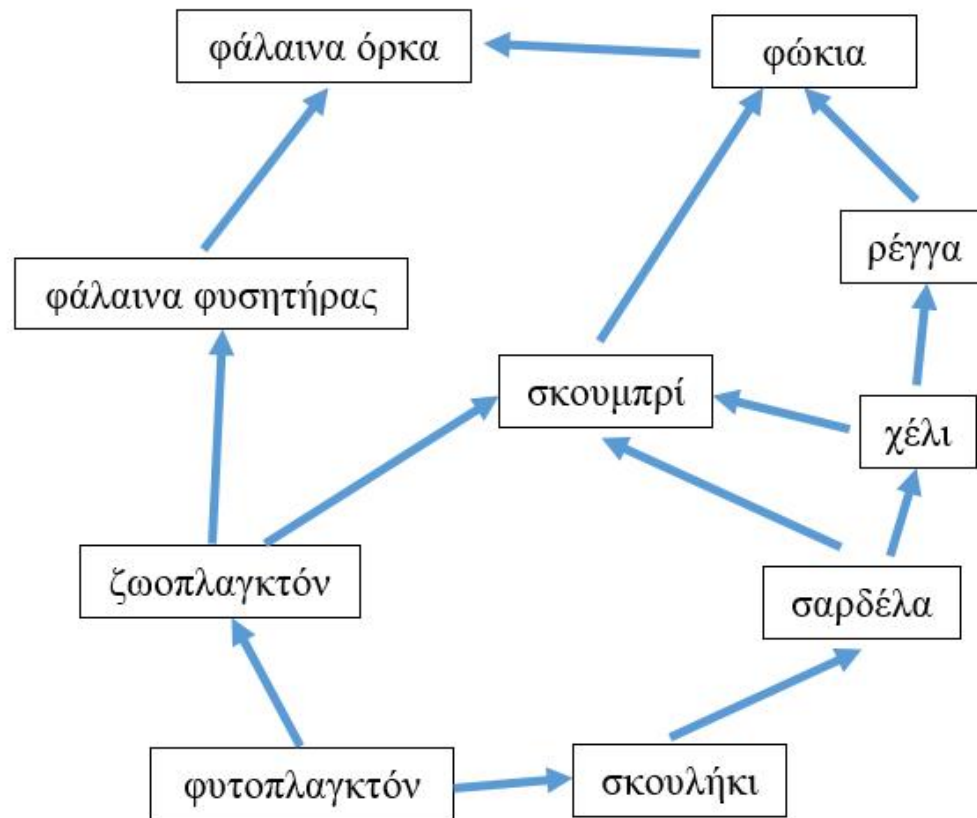 φάλαινα όρκα
φώκια
ρέγγα
φάλαινα φυσητήρας
σκουμπρί
χέλι
ζωοπλαγκτόν
σαρδέλα
φυτοπλαγκτόν
σκουλήκι